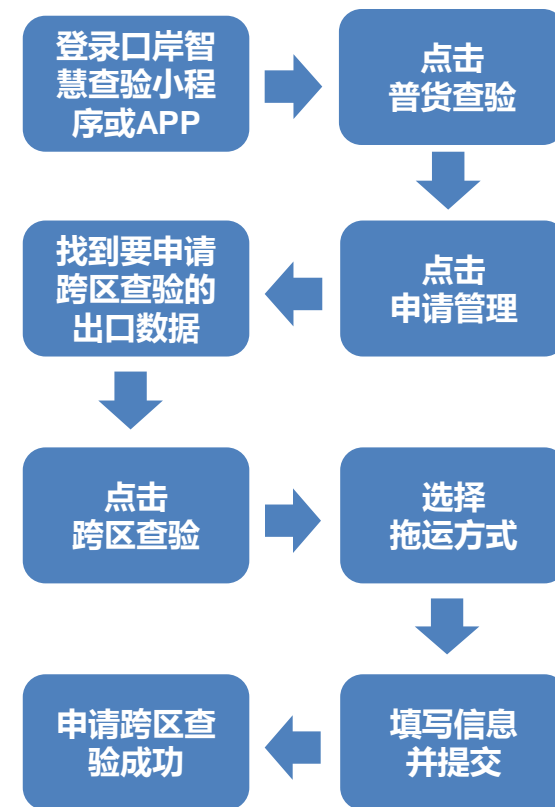 登录口岸智
慧查验小程
序或APP
点击
普货查验
点击
申请管理
找到要申请
跨区查验的
出口数据
点击
跨区查验
选择
拖运方式
填写信息
并提交
申请跨区查
验成功